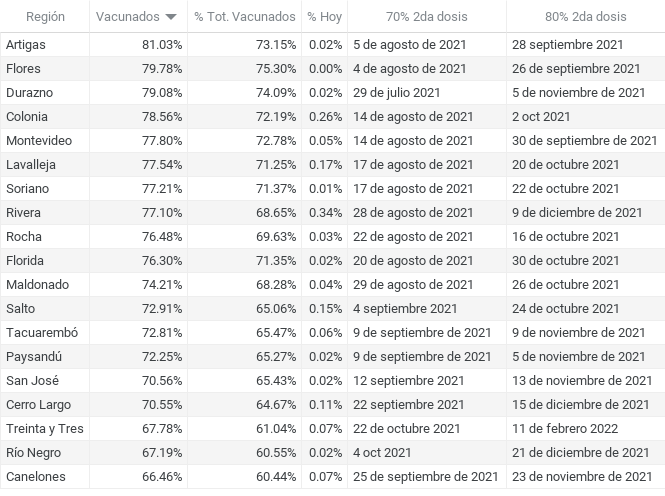 Región Vacunados % Tot. Vacunados % Hoy 70% 2da dosis 80% 2da dosis
Artigas 81.03% 73.15% 0.02% 5 de agosto de 2021 28 septiembre 2021
Flores 79.78% 75.30% 0.00% 4 de agosto de 2021 26 de septiembre 2021
Durazno 79.08% 74.09% 0.02% 29 de julio 2021 5 de noviembre de 2021
Colonia 78.56% 72.19% 0.26% 14 de agosto de 2021 2 oct 2021
Montevideo 77.80% 72.78% 0.05% 14 de agosto de 2021 30 de septiembre de 2021
Lavalleja 77.54% 71.25% 0.17% 17 de agosto de 2021 20 de octubre 2021
Soriano 77.21% 71.37% 0.01% 17 de agosto de 2021 22 de octubre 2021
Rivera 77.10% 68.65% 0.34% 28 de agosto de 2021 9 de diciembre de 2021
Rocha 76.48% 69.63% 0.03% 22 de agosto de 2021 16 de octubre 2021
Florida 76.30% 71.35% 0.02% 20 de agosto de 2021 30 de octubre 2021
Maldonado 74.21% 68.28% 0.04% 29 de agosto de 2021 26 de octubre 2021
Salto 72.91% 65.06% 0.15% 4 septiembre 2021 24 de octubre 2021
Tacuarembó 72.81% 65.47% 0.06% 9 de septiembre de 2021 9 de noviembre de 2021
Paysandú 72.25% 65.27% 0.02% 9 de septiembre de 2021 5 de noviembre de 2021
San José 70.56% 65.43% 0.02% 12 septiembre 2021 13 de noviembre de 2021
Cerro Largo 70.55% 64.67% 0.11% 22 septiembre 2021 15 de diciembre de 2021
Treinta y Tres 67.78% 61.04% 0.07% 22 de octubre 2021 11 de febrero 2022
Río Negro 67.19% 60.55% 0.02% 4 oct 2021 21 de diciembre de 2021
Canelones 66.46% 60.44% 0.07% 25 de septiembre de 2021 23 de noviembre de 2021